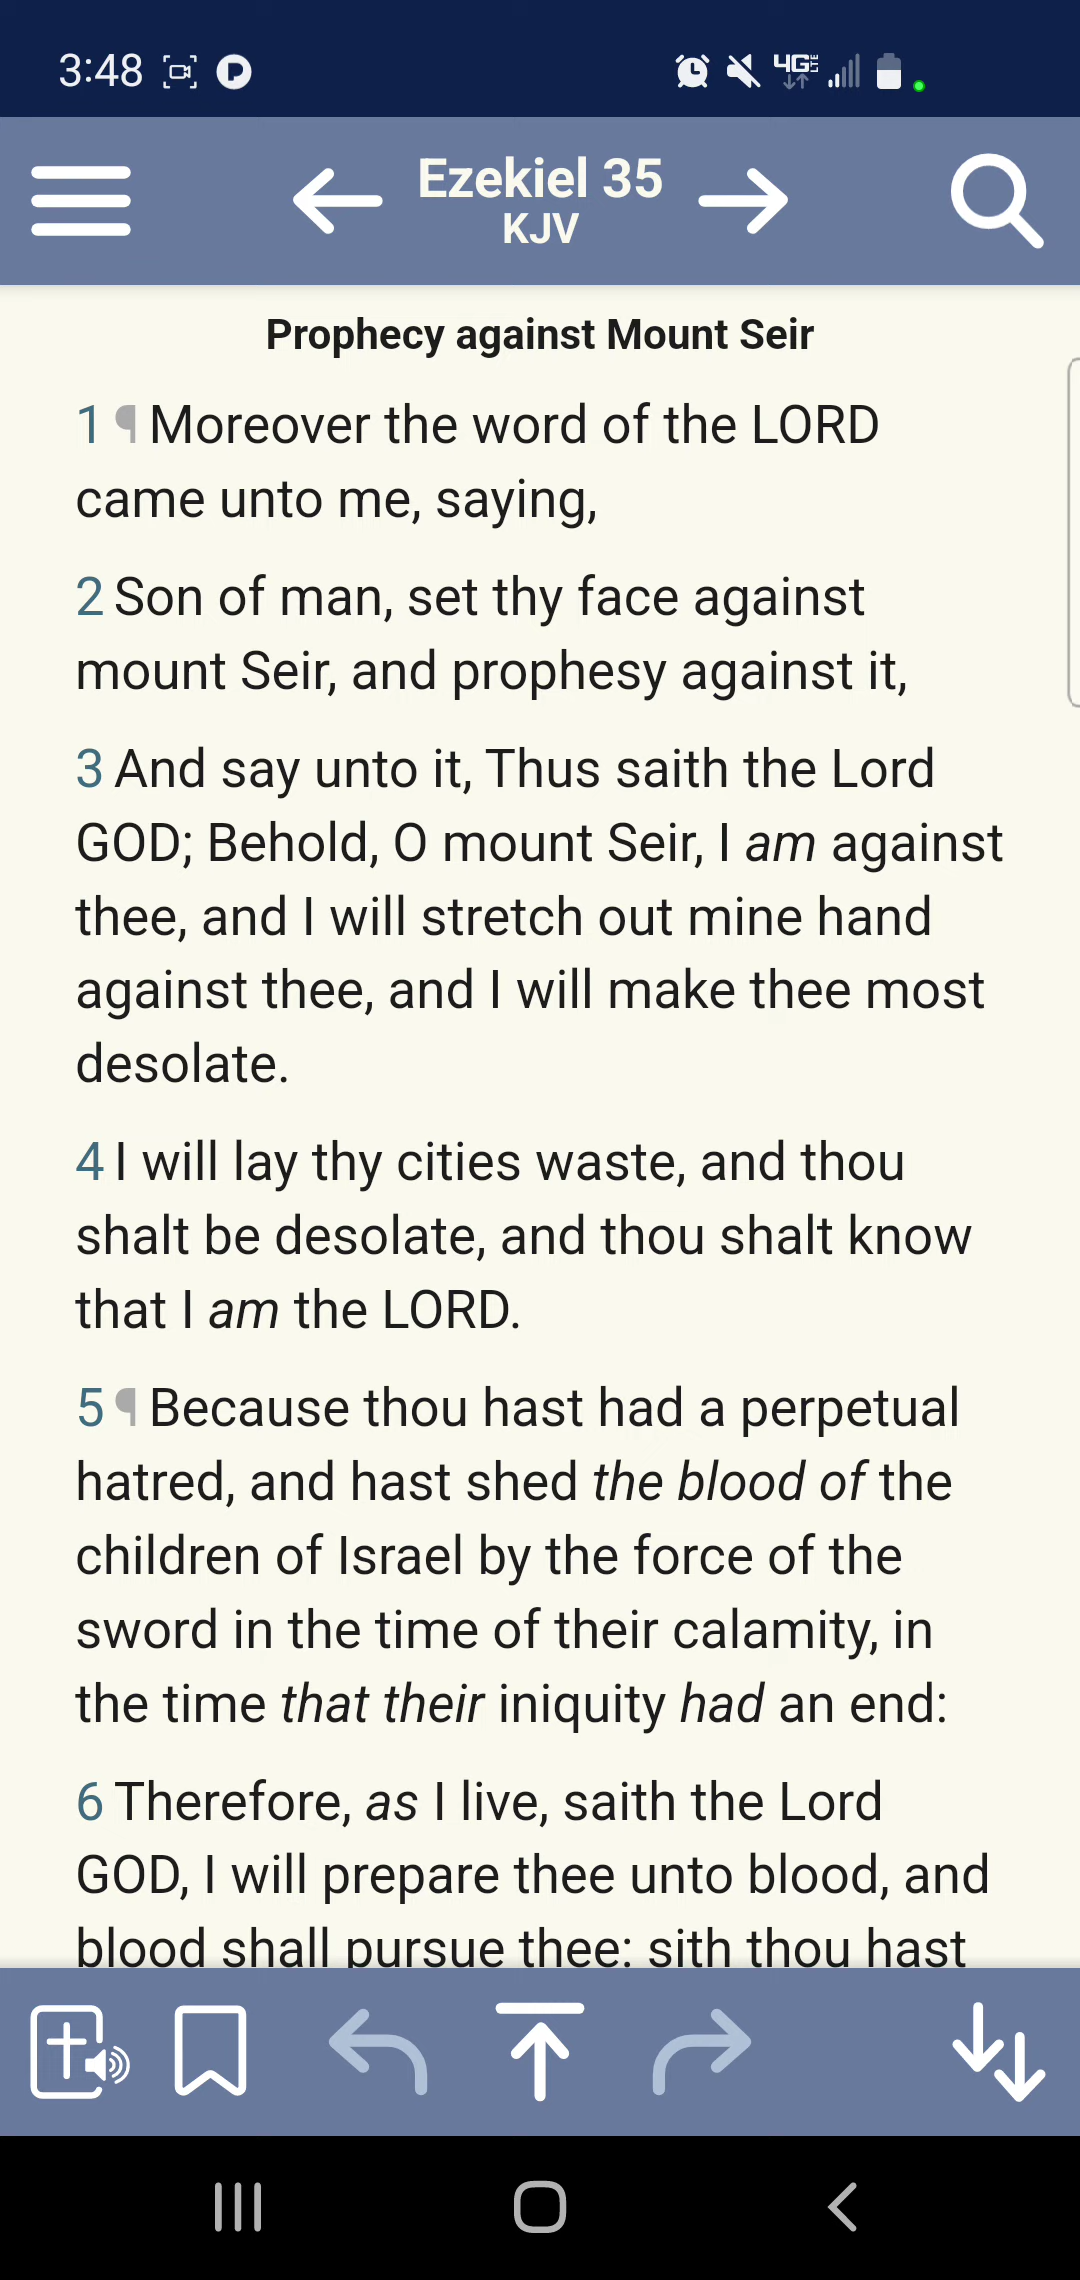 3:48
4G LTE
Ezekiel 35
KJV
Prophecy against Mount Seir
1 ¶ Moreover the word of the LORD
came unto me, saying,
2 Son of man, set thy face against
mount Seir, and prophesy against it,
3 And say unto it, Thus saith the Lord
GOD; Behold, O mount Seir, I am against
thee, and I will stretch out mine hand
against thee, and I will make thee most
desolate.
4 I will lay thy cities waste, and thou
shalt be desolate, and thou shalt know
that I am the LORD.
5 ¶ Because thou hast had a perpetual
hatred, and hast shed the blood of the
children of Israel by the force of the
sword in the time of their calamity, in
the time that their iniquity had an end:
6 Therefore, as I live, saith the Lord
GOD, I will prepare thee unto blood, and
blood shall pursue thee: sith thou hast